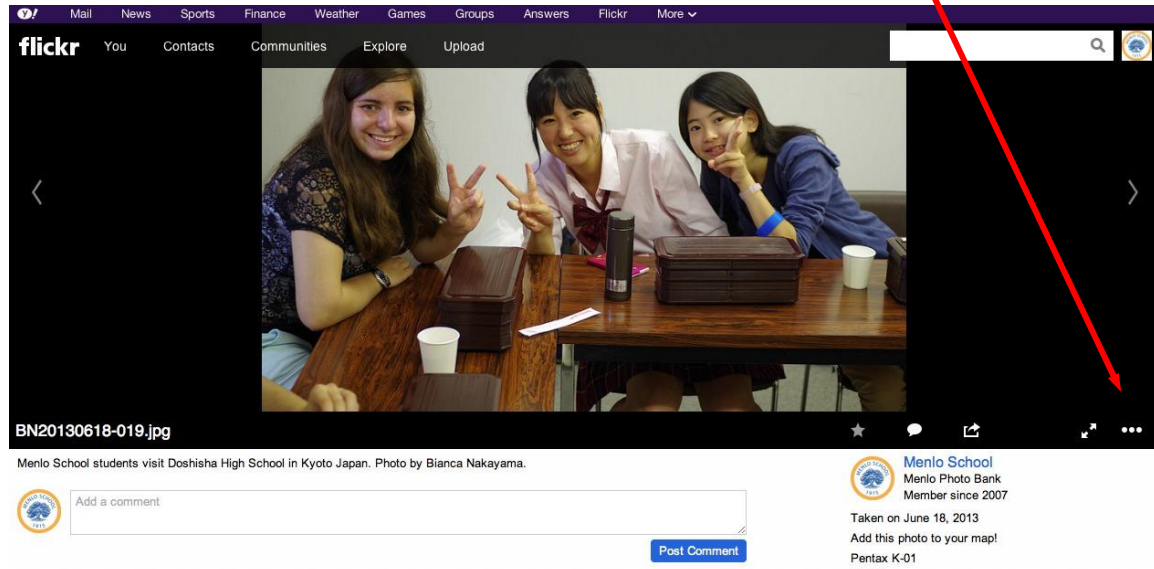 Y! Mail News Sports Finance Weather Games Groups Answers Flickr More
flickr You Contacts Communities Explore Upload
BN20130618-019.jpg
Menlo School students visit Doshisha High School in Kyoto Japan. Photo by Bianca Nakayama.
Add a comment
Post Comment
Menlo School
Menlo Photo Bank
Member since 2007
Taken on June 18, 2013
Add this photo to your map!
Pentax K-01
MENLO SCHOOL
1915